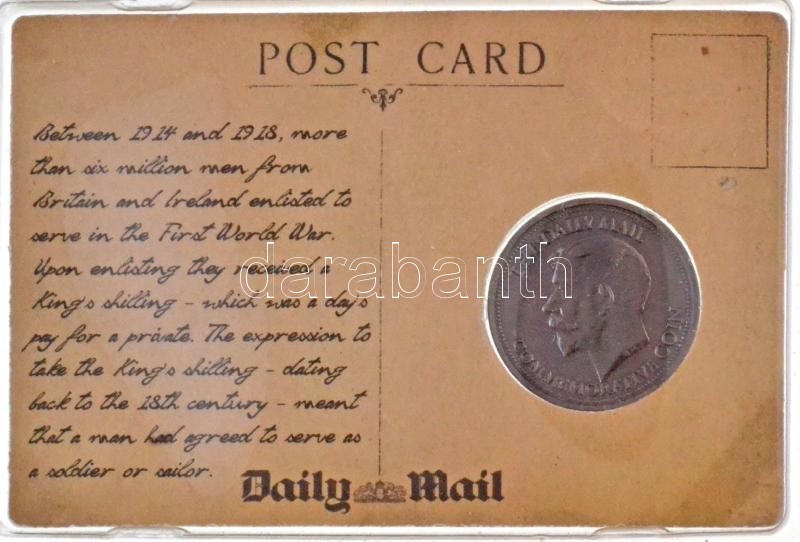 POST CARD
Between 1914 and 1918, more
than six million men from
Britain and Ireland enlisted to
serve in the First World War.
Upon enlisting they received a
King's shilling - which was a day's
pay for a private. The expression to
take the King's shilling - dating
back to the 18th century - meant
that a man had agreed to serve as
a soldier or sailor.
DAILY MAIL
COMMEMORATIVE COIN
darabanth
Daily Mail